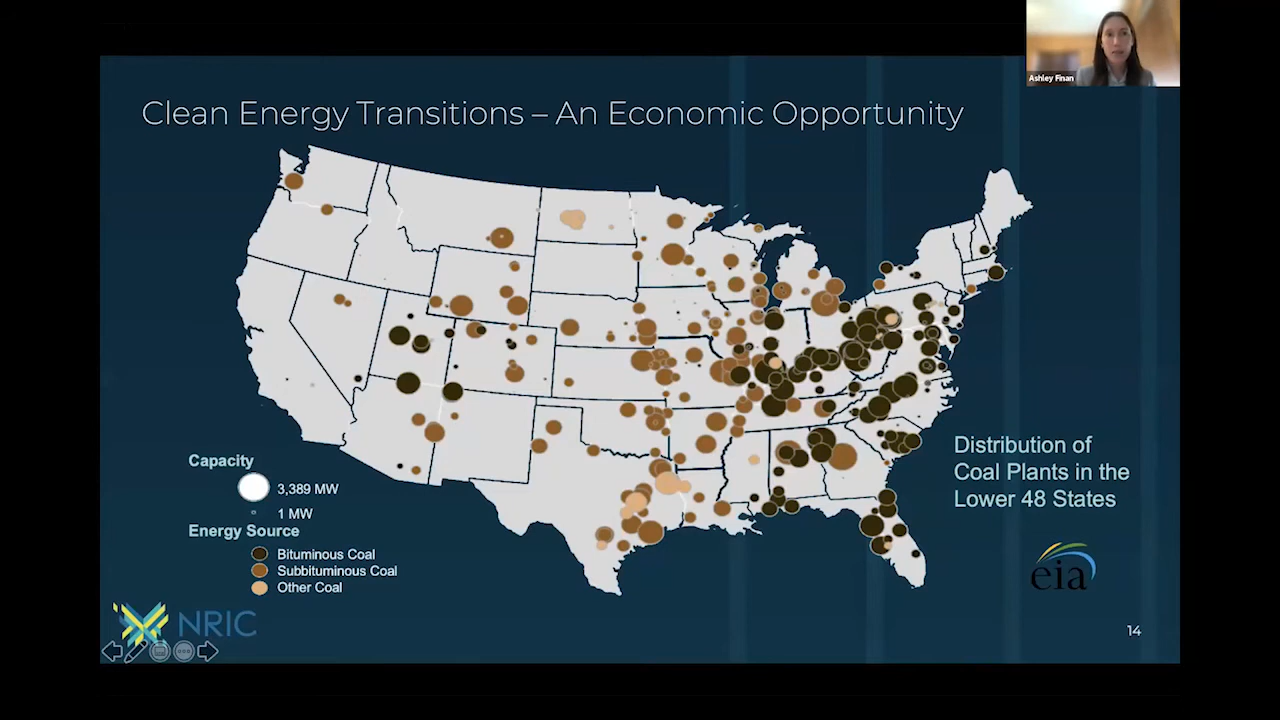 Ashley Finan
Clean Energy Transitions – An Economic Opportunity
Capacity
3,389 MW
1 MW
Energy Source
Bituminous Coal
Subbituminous Coal
Other Coal
Distribution of
Coal Plants in the
Lower 48 States
eia
NRIC
14